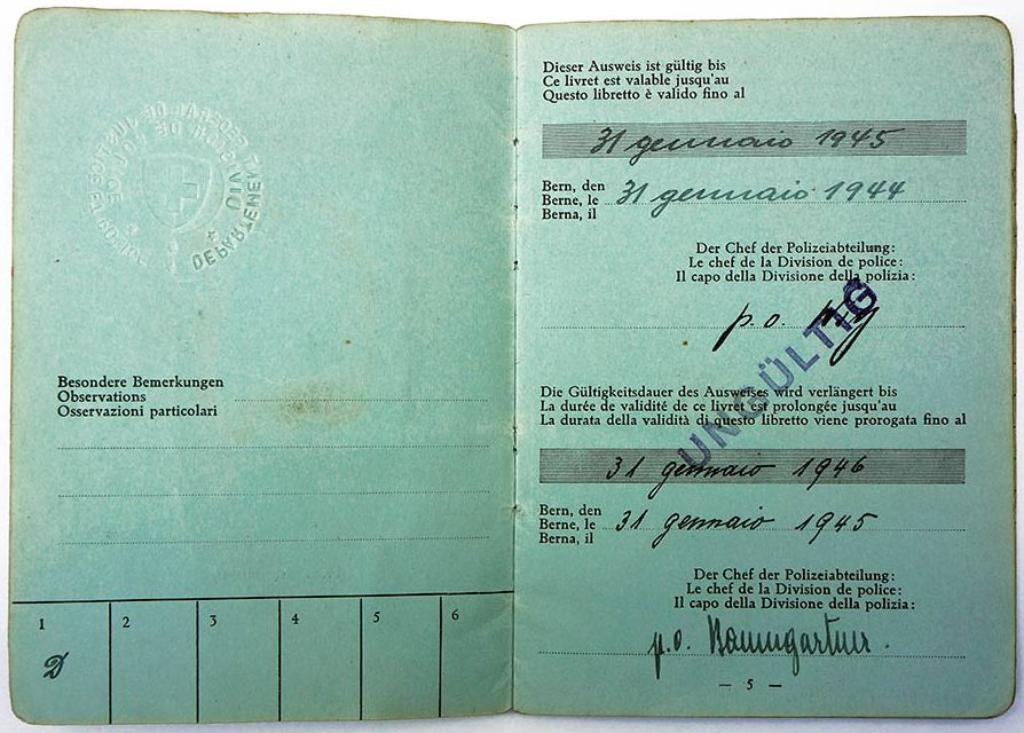 Besondere Bemerkungen
Observations
Osservazioni particolari
1 2 3 4 5 6
D
Dieser Ausweis ist gültig bis
Ce livret est valable jusqu'au
Questo libretto è valido fino al
31 gennaio 1945
Bern, den
Berne, le 31 gennaio 1944
Berna, il
Der Chef der Polizeiabteilung:
Le chef de la Division de police:
Il capo della Divisione della polizia:
p. o.
UNGÜLTIG
Die Gültigkeitsdauer des Ausweises wird verlängert bis
La durée de validité de ce livret est prolongée jusqu'au
La durata della validità di questo libretto viene prorogata fino al
31 gennaio 1946
Bern, den
Berne, le 31 gennaio 1945
Berna, il
Der Chef der Polizeiabteilung:
Le chef de la Division de police:
Il capo della Divisione della polizia:
p.o. Baumgartner.
— 5 —